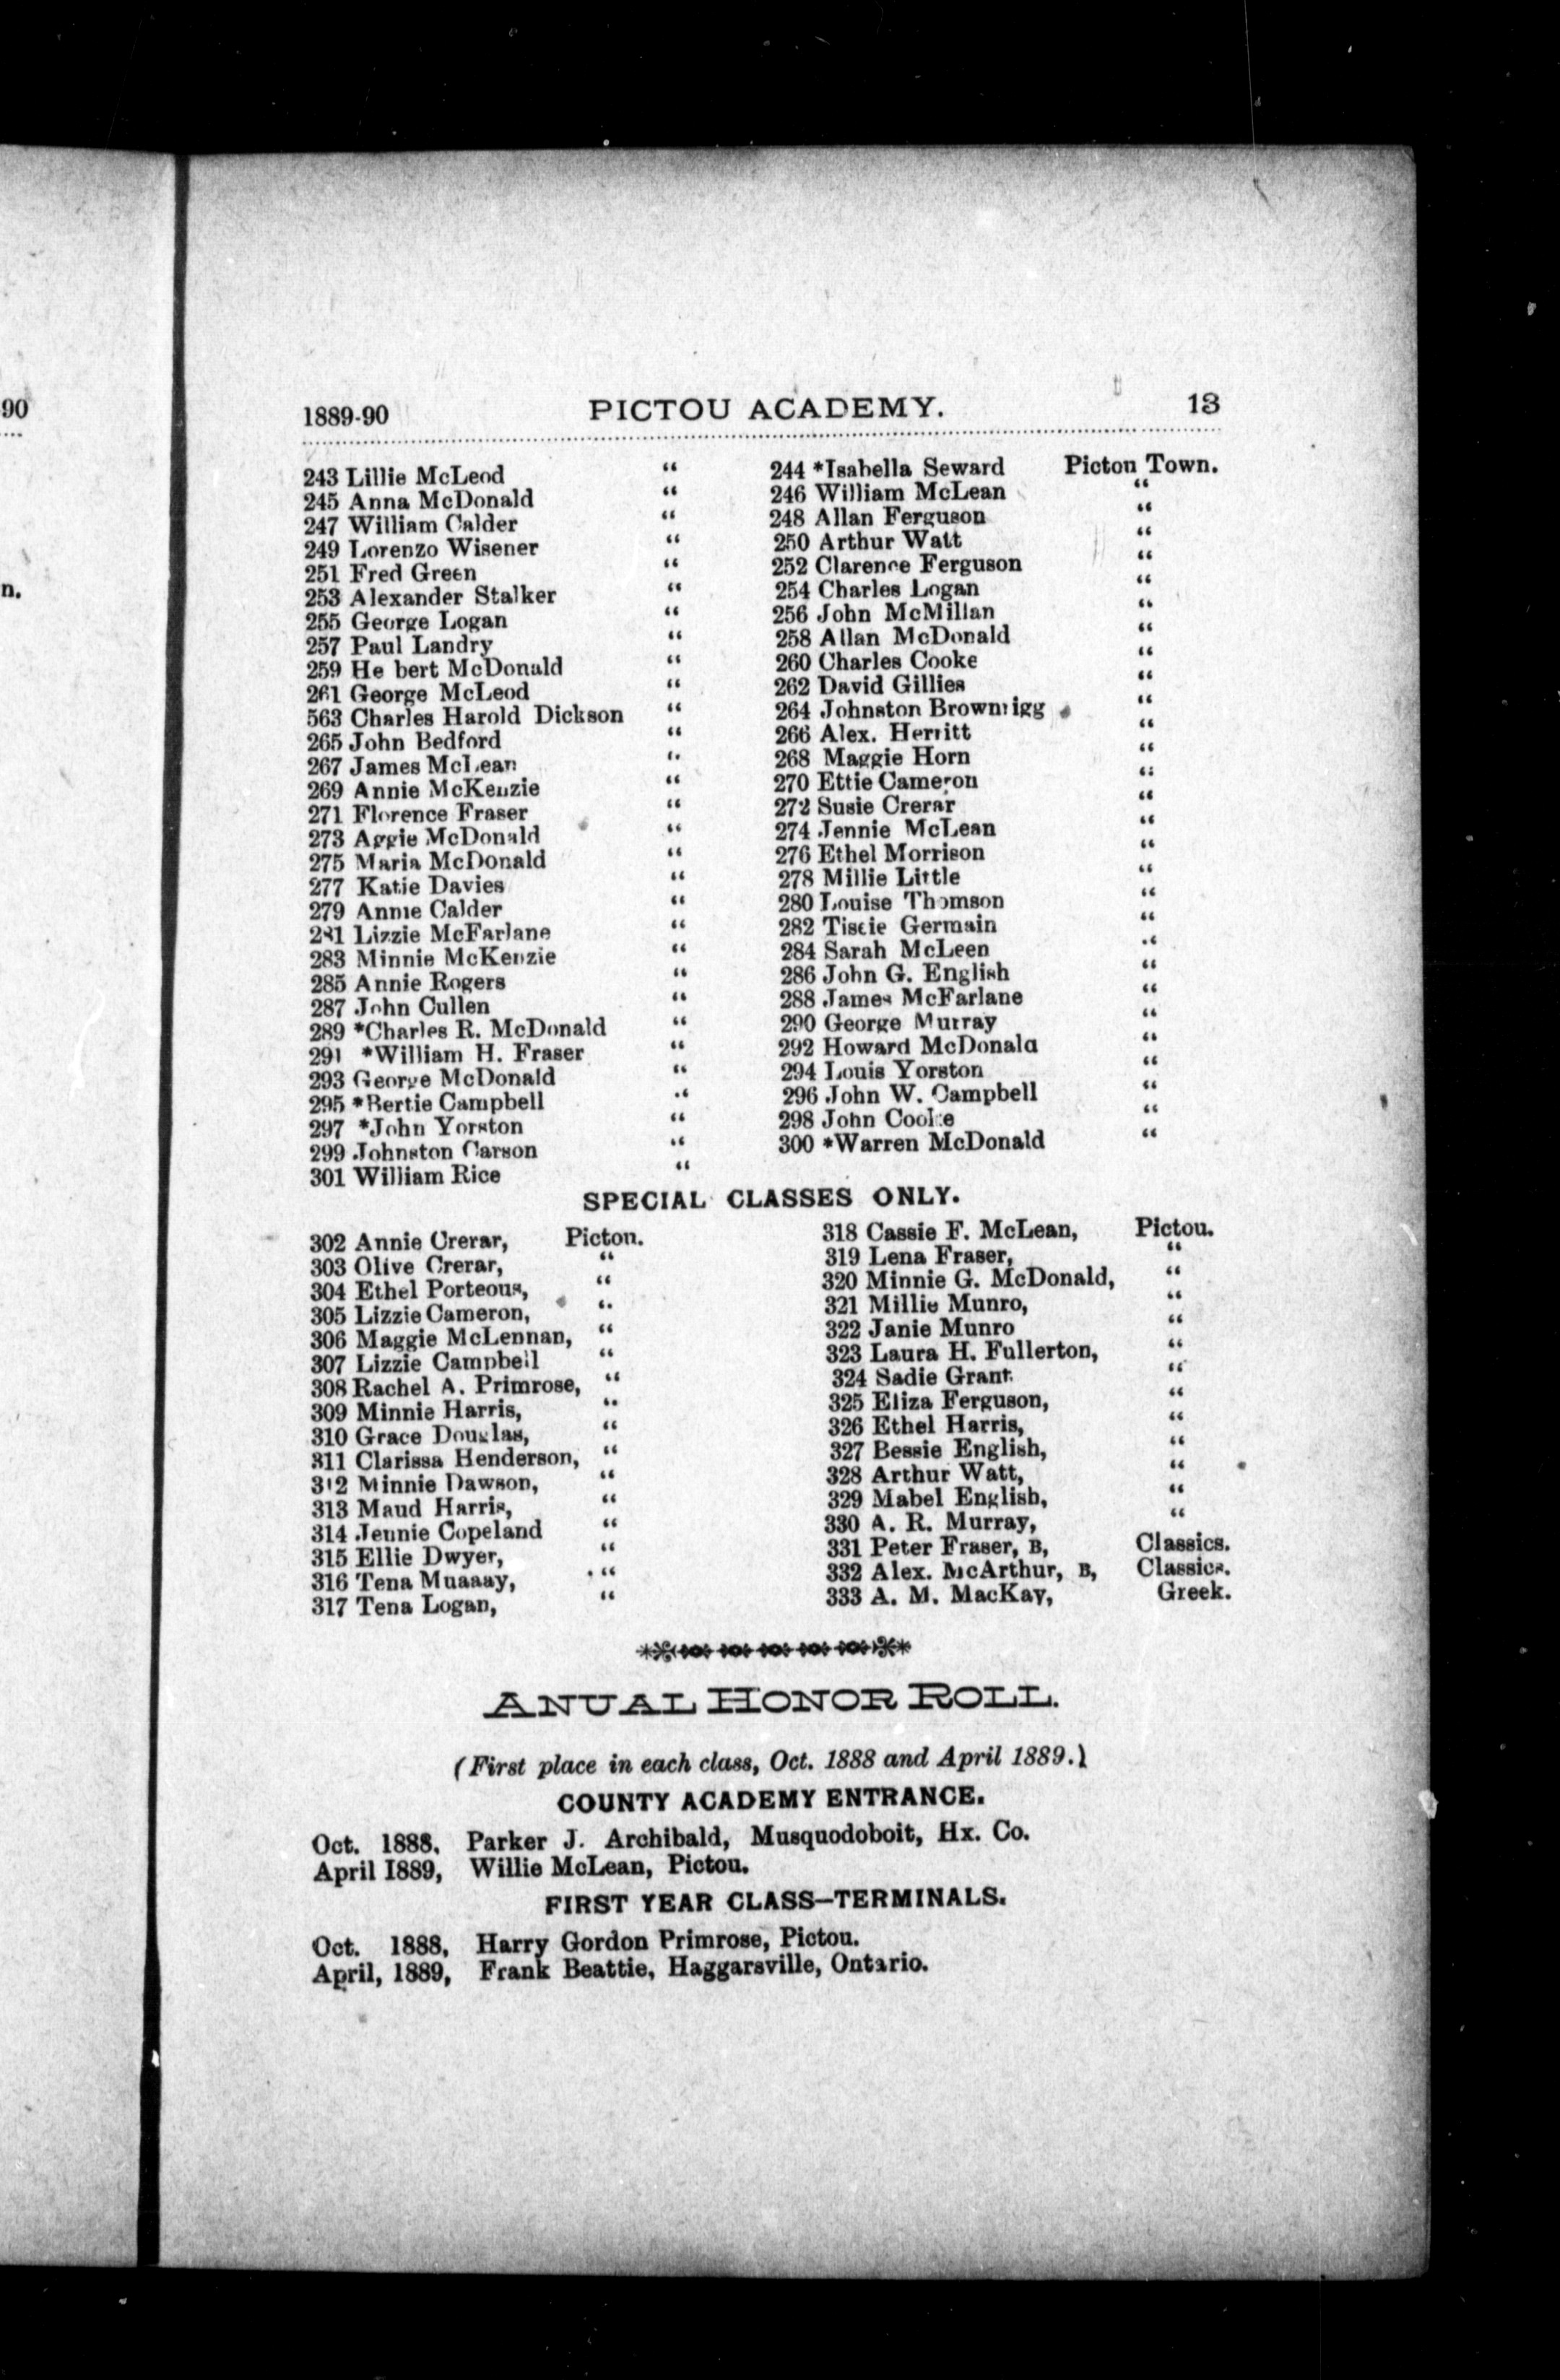 90
n.
1889-90 PICTOU ACADEMY. 13
243 Lillie McLeod “ 244 *Isabella Seward Picton Town.
245 Anna McDonald “ 246 William McLean “
247 William Calder “ 248 Allan Ferguson “
249 Lorenzo Wisener “ 250 Arthur Watt “
251 Fred Green “ 252 Clarence Ferguson “
253 Alexander Stalker “ 254 Charles Logan “
255 George Logan “ 256 John McMillan “
257 Paul Landry “ 258 Allan McDonald “
259 He bert McDonald “ 260 Charles Cooke “
261 George McLeod “ 262 David Gillies “
563 Charles Harold Dickson “ 264 Johnston Brownrigg “
265 John Bedford “ 266 Alex. Herritt “
267 James McLean “ 268 Maggie Horn “
269 Annie McKenzie “ 270 Ettie Cameron “
271 Florence Fraser “ 272 Susie Crerar “
273 Aggie McDonald “ 274 Jennie McLean “
275 Maria McDonald “ 276 Ethel Morrison “
277 Katie Davies “ 278 Millie Little “
279 Annie Calder “ 280 Louise Thomson “
281 Lizzie McFarlane “ 282 Tissie Germain “
283 Minnie McKenzie “ 284 Sarah McLeen “
285 Annie Rogers “ 286 John G. English “
287 John Cullen “ 288 James McFarlane “
289 *Charles R. McDonald “ 290 George Murray “
291 *William H. Fraser “ 292 Howard McDonald “
293 George McDonald “ 294 Louis Yorston “
295 *Bertie Campbell “ 296 John W. Campbell “
297 *John Yorston “ 298 John Cooke “
299 Johnston Carson “ 300 *Warren McDonald “
301 William Rice “
SPECIAL CLASSES ONLY.
302 Annie Crerar, Picton. 318 Cassie F. McLean, Pictou.
303 Olive Crerar, “ 319 Lena Fraser, “
304 Ethel Porteous, “ 320 Minnie G. McDonald, “
305 Lizzie Cameron, “ 321 Millie Munro, “
306 Maggie McLennan, “ 322 Janie Munro “
307 Lizzie Campbell “ 323 Laura H. Fullerton, “
308 Rachel A. Primrose, “ 324 Sadie Grant “
309 Minnie Harris, “ 325 Eliza Ferguson, “
310 Grace Douglas, “ 326 Ethel Harris, “
311 Clarissa Henderson, “ 327 Bessie English, “
312 Minnie Dawson, “ 328 Arthur Watt, “
313 Maud Harris, “ 329 Mabel English, “
314 Jennie Copeland “ 330 A. R. Murray, “
315 Ellie Dwyer, “ 331 Peter Fraser, B, Classics.
316 Tena Muaaay, “ 332 Alex. McArthur, B, Classics.
317 Tena Logan, “ 333 A. M. MacKay, Greek.
ANUAL HONOR ROLL.
(First place in each class, Oct. 1888 and April 1889.)
COUNTY ACADEMY ENTRANCE.
Oct. 1888, Parker J. Archibald, Musquodoboit, Hx. Co.
April 1889, Willie McLean, Pictou.
FIRST YEAR CLASS—TERMINALS.
Oct. 1888, Harry Gordon Primrose, Pictou.
April, 1889, Frank Beattie, Haggarsville, Ontario.